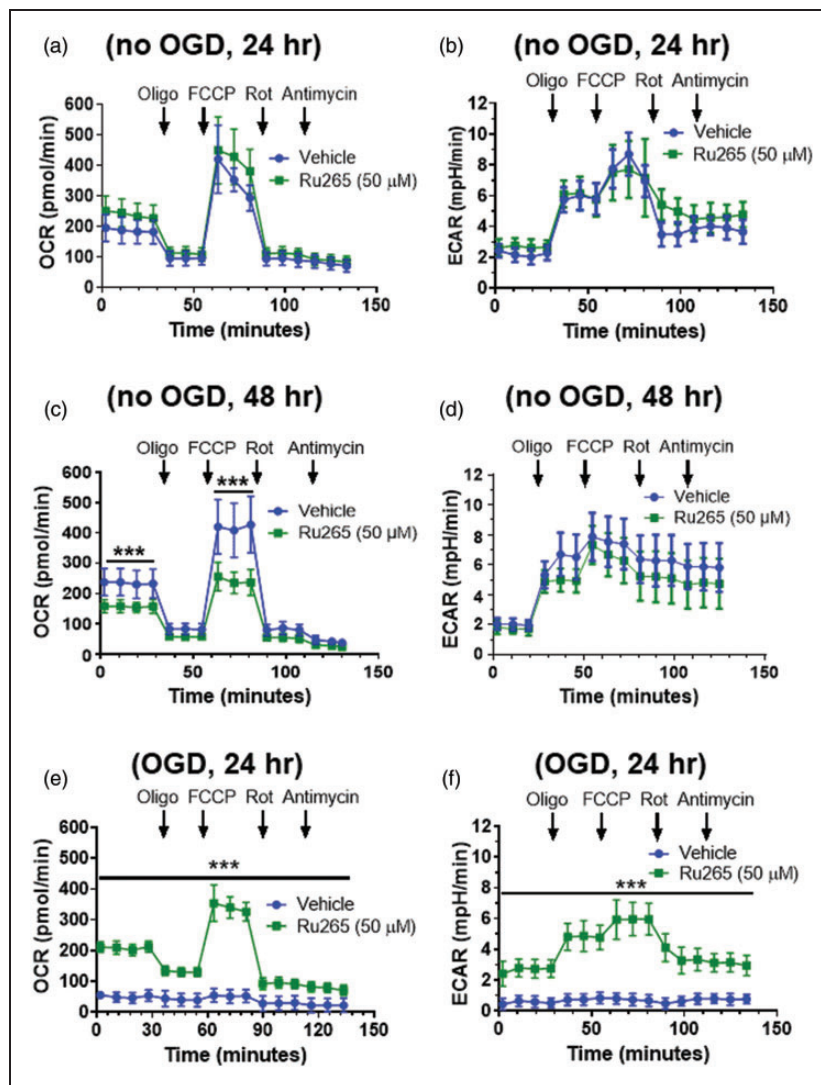 (a) (no OGD, 24 hr)
Oligo FCCP Rot Antimycin
OCR (pmol/min)
600
500
400
300
200
100
0
Vehicle
Ru265 (50 μM)
0 50 100 150
Time (minutes)
(b) (no OGD, 24 hr)
Oligo FCCP Rot Antimycin
ECAR (mpH/min)
12
10
8
6
4
2
0
Vehicle
Ru265 (50 μM)
0 50 100 150
Time (minutes)
(c) (no OGD, 48 hr)
Oligo FCCP Rot Antimycin
OCR (pmol/min)
600
500
400
300
200
100
0
***
***
Vehicle
Ru265 (50 μM)
0 50 100 150
Time (minutes)
(d) (no OGD, 48 hr)
Oligo FCCP Rot Antimycin
ECAR (mpH/min)
12
10
8
6
4
2
0
Vehicle
Ru265 (50 μM)
0 50 100 150
Time (minutes)
(e) (OGD, 24 hr)
Oligo FCCP Rot Antimycin
OCR (pmol/min)
600
500
400
300
200
100
0
***
Vehicle
Ru265 (50 μM)
0 30 60 90 120 150
Time (minutes)
(f) (OGD, 24 hr)
Oligo FCCP Rot Antimycin
ECAR (mpH/min)
12
10
8
6
4
2
0
Vehicle
Ru265 (50 μM)
***
0 50 100 150
Time (minutes)